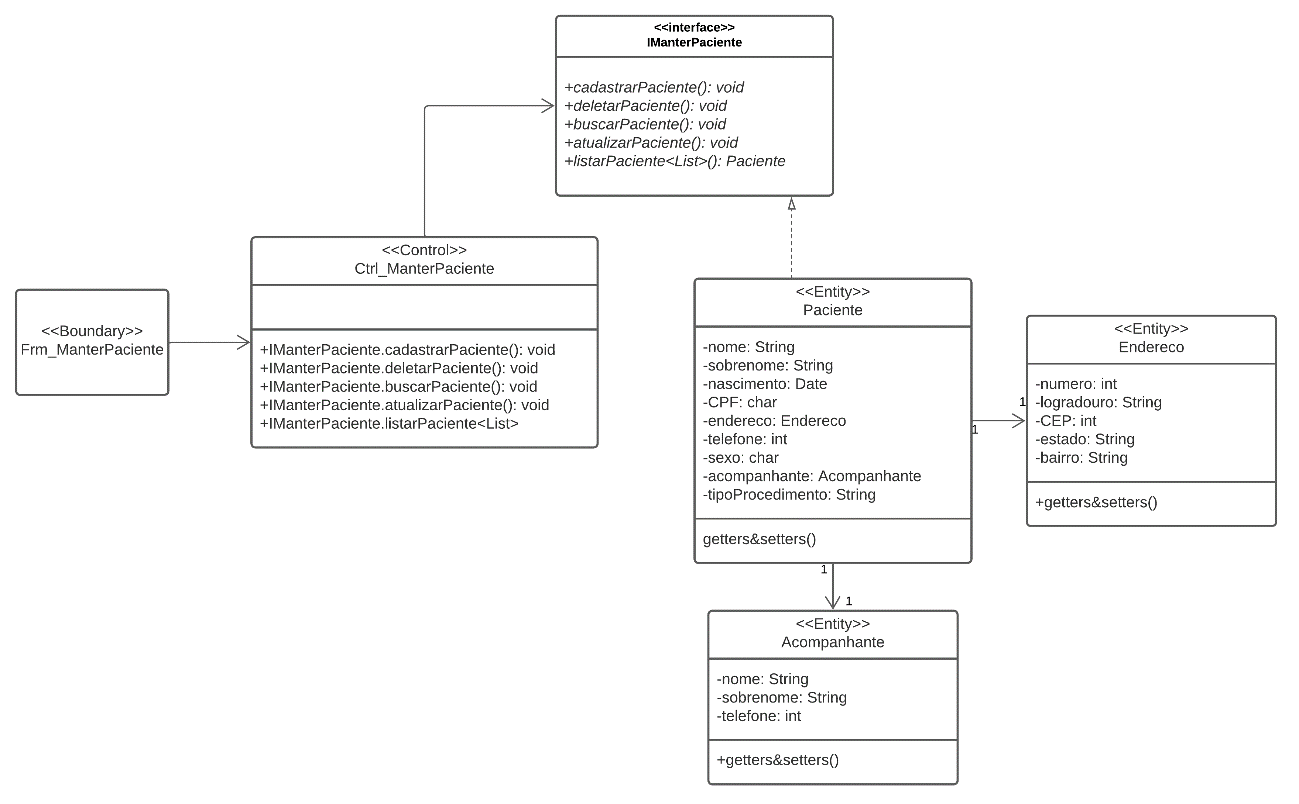 <<interface>>
IManterPaciente
+cadastrarPaciente(): void
+deletarPaciente(): void
+buscarPaciente(): void
+atualizarPaciente(): void
+listarPaciente<List>(): Paciente
<<Control>>
Ctrl_ManterPaciente
+IManterPaciente.cadastrarPaciente(): void
+IManterPaciente.deletarPaciente(): void
+IManterPaciente.buscarPaciente(): void
+IManterPaciente.atualizarPaciente(): void
+IManterPaciente.listarPaciente<List>
<<Boundary>>
Frm_ManterPaciente
<<Entity>>
Paciente
-nome: String
-sobrenome: String
-nascimento: Date
-CPF: char
-endereco: Endereco
-telefone: int
-sexo: char
-acompanhante: Acompanhante
-tipoProcedimento: String
getters&setters()
1
1
<<Entity>>
Endereco
-numero: int
-logradouro: String
-CEP: int
-estado: String
-bairro: String
+getters&setters()
1
1
<<Entity>>
Acompanhante
-nome: String
-sobrenome: String
-telefone: int
+getters&setters()